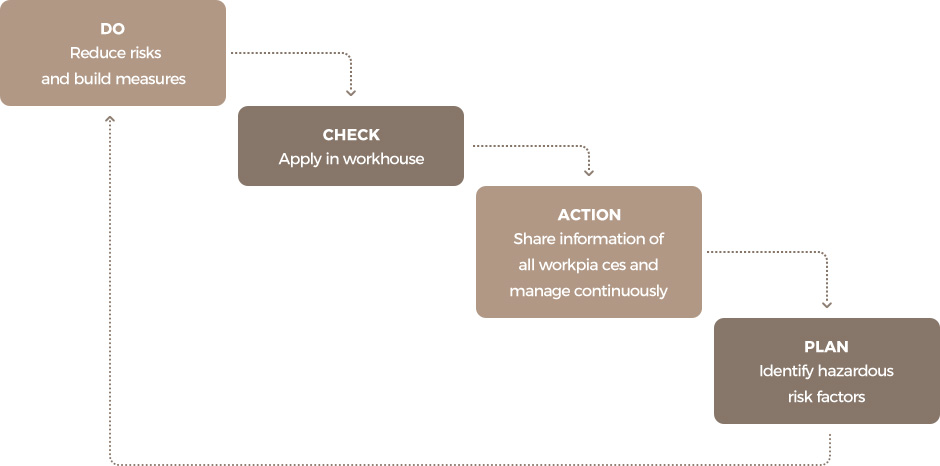 DO
Reduce risks
and build measures
CHECK
Apply in workhouse
ACTION
Share information of
all workpia ces and
manage continuously
PLAN
Identify hazardous
risk factors